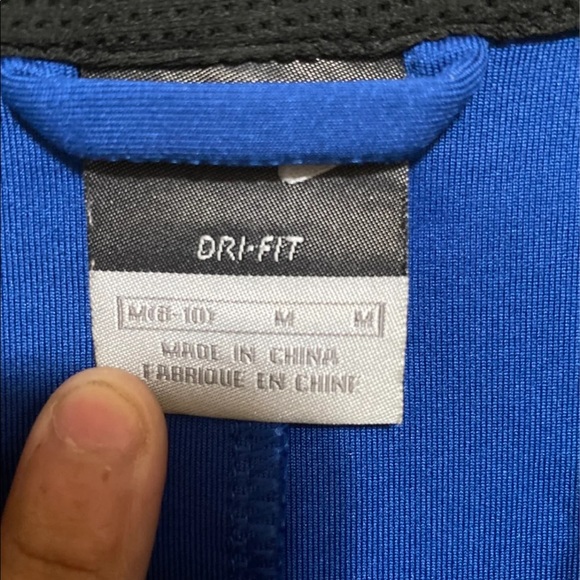 DRI-FIT
M(8-10) M M
MADE IN CHINA
FABRIQUE EN CHINE